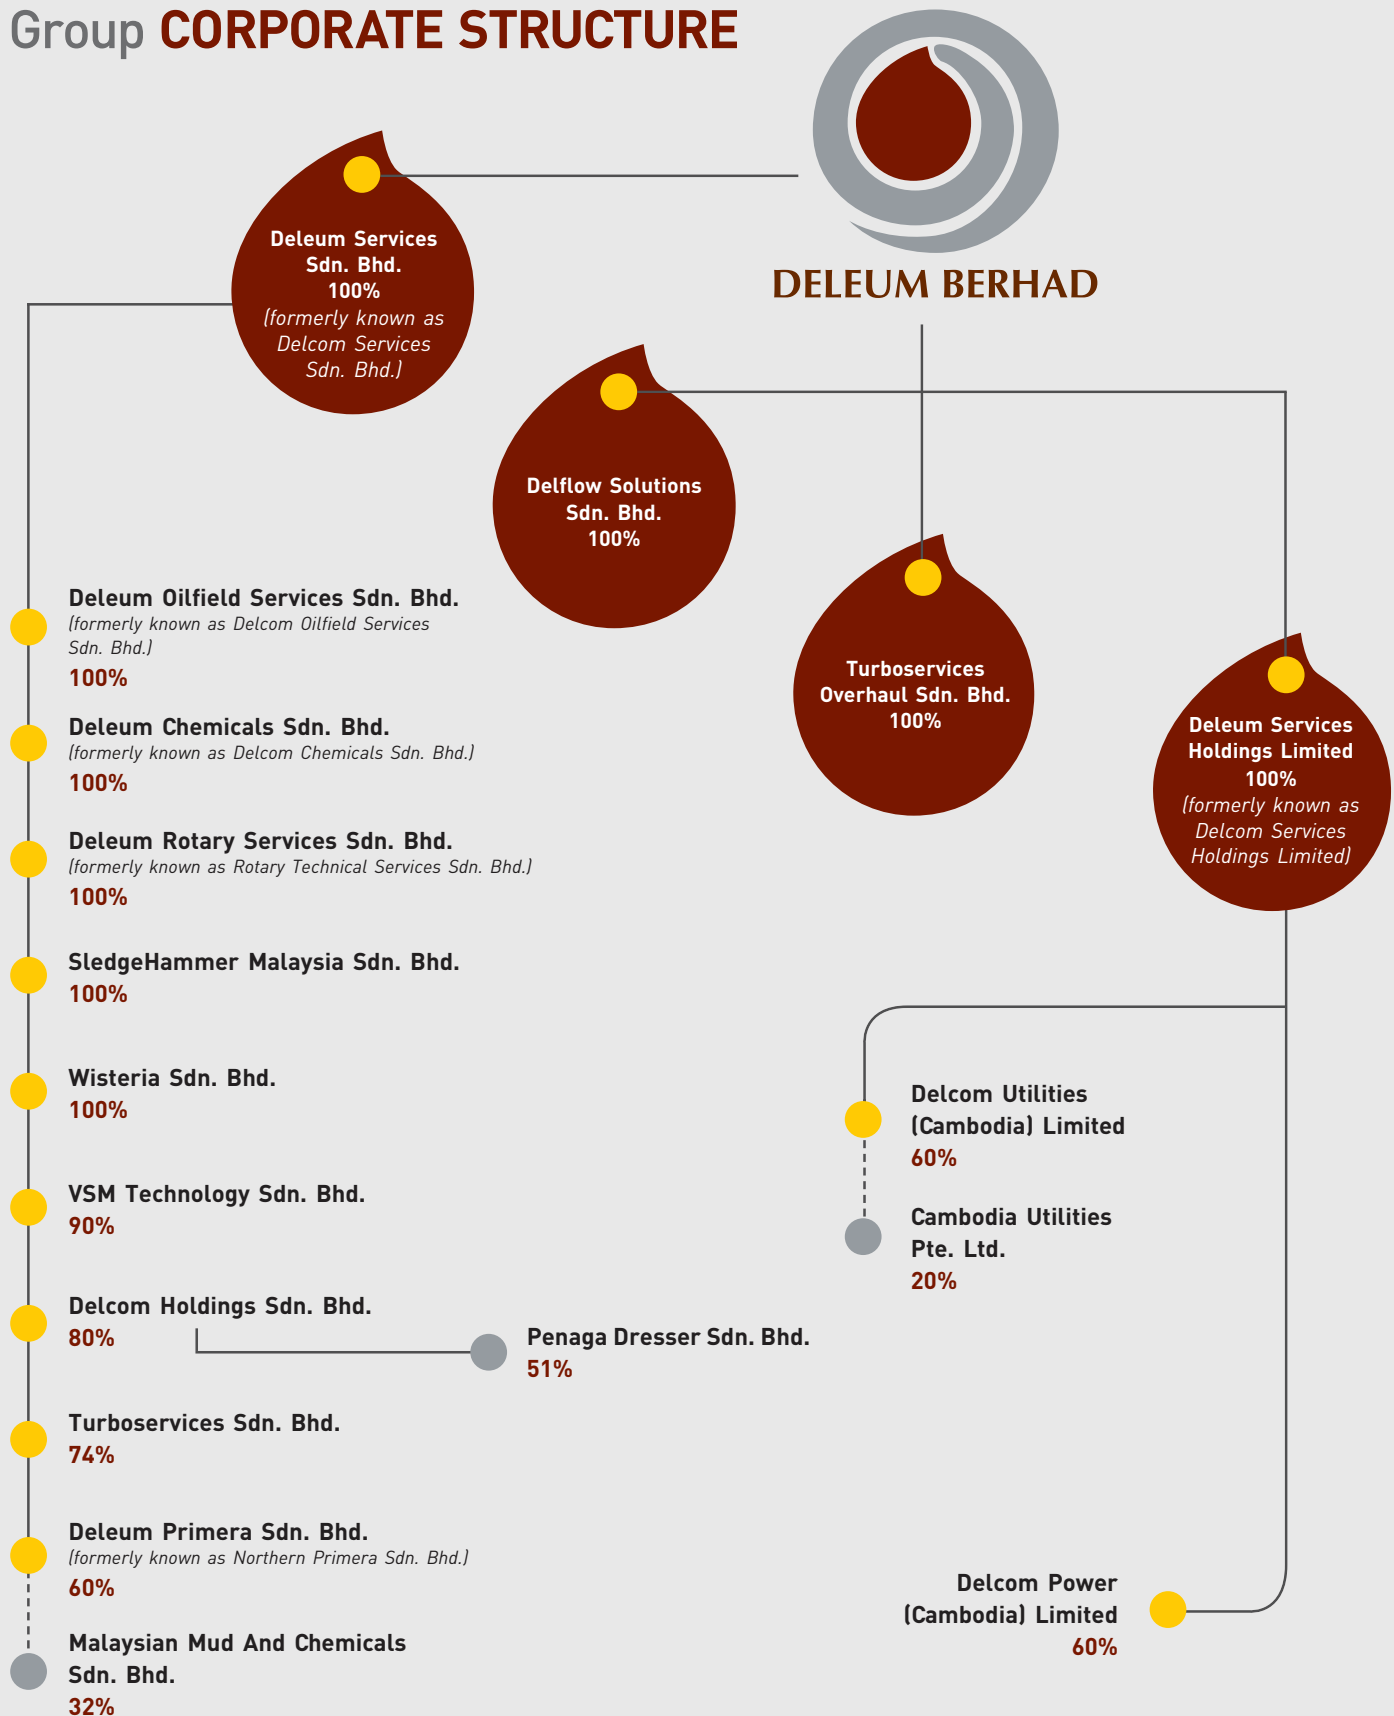 Group CORPORATE STRUCTURE
DELEUM BERHAD
Deleum Services
Sdn. Bhd.
100%
(formerly known as
Delcom Services
Sdn. Bhd.)
Delflow Solutions
Sdn. Bhd.
100%
Turboservices
Overhaul Sdn. Bhd.
100%
Deleum Services
Holdings Limited
100%
(formerly known as
Delcom Services
Holdings Limited)
Deleum Oilfield Services Sdn. Bhd.
(formerly known as Delcom Oilfield Services
Sdn. Bhd.)
100%
Deleum Chemicals Sdn. Bhd.
(formerly known as Delcom Chemicals Sdn. Bhd.)
100%
Deleum Rotary Services Sdn. Bhd.
(formerly known as Rotary Technical Services Sdn. Bhd.)
100%
SledgeHammer Malaysia Sdn. Bhd.
100%
Wisteria Sdn. Bhd.
100%
VSM Technology Sdn. Bhd.
90%
Delcom Holdings Sdn. Bhd.
80%
Penaga Dresser Sdn. Bhd.
51%
Turboservices Sdn. Bhd.
74%
Deleum Primera Sdn. Bhd.
(formerly known as Northern Primera Sdn. Bhd.)
60%
Malaysian Mud And Chemicals
Sdn. Bhd.
32%
Delcom Utilities
(Cambodia) Limited
60%
Cambodia Utilities
Pte. Ltd.
20%
Delcom Power
(Cambodia) Limited
60%